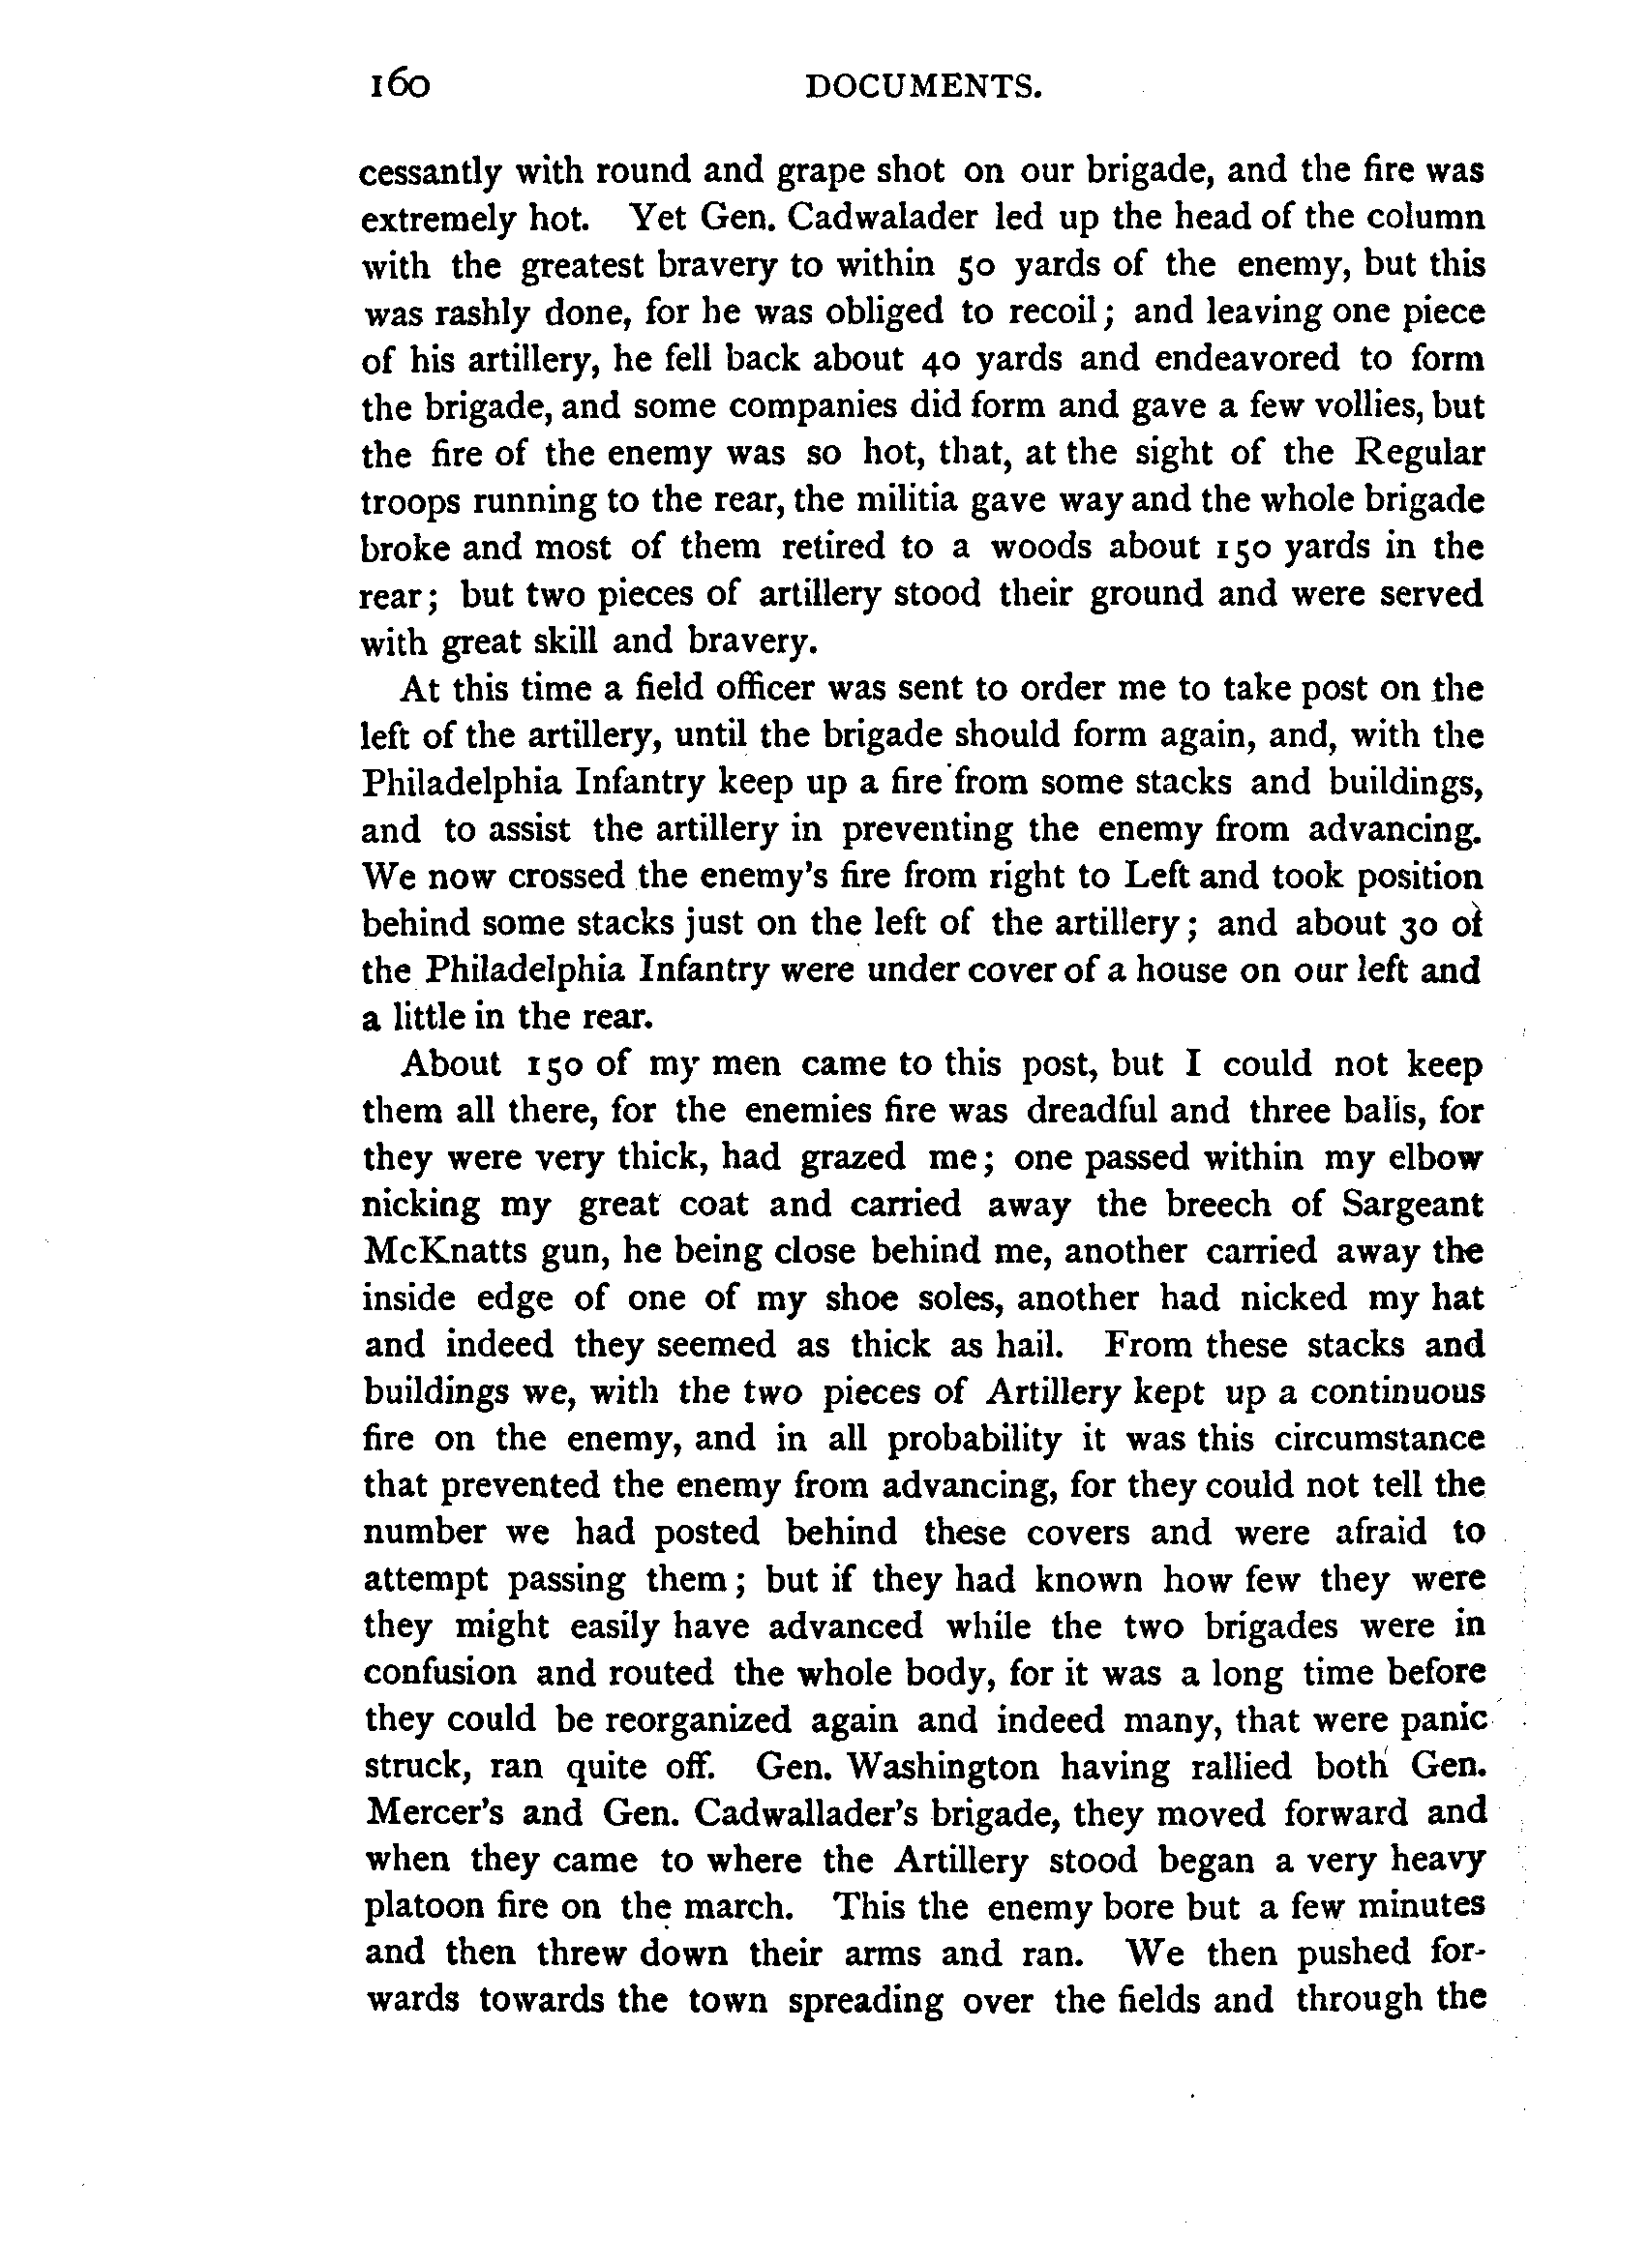 160 DOCUMENTS.
cessantly with round and grape shot on our brigade, and the fire was
extremely hot. Yet Gen. Cadwalader led up the head of the column
with the greatest bravery to within 50 yards of the enemy, but this
was rashly done, for he was obliged to recoil; and leaving one piece
of his artillery, he fell back about 40 yards and endeavored to form
the brigade, and some companies did form and gave a few vollies, but
the fire of the enemy was so hot, that, at the sight of the Regular
troops running to the rear, the militia gave way and the whole brigade
broke and most of them retired to a woods about 150 yards in the
rear; but two pieces of artillery stood their ground and were served
with great skill and bravery.
At this time a field officer was sent to order me to take post on the
left of the artillery, until the brigade should form again, and, with the
Philadelphia Infantry keep up a fire from some stacks and buildings,
and to assist the artillery in preventing the enemy from advancing.
We now crossed the enemy's fire from right to Left and took position
behind some stacks just on the left of the artillery; and about 30 of
the Philadelphia Infantry were under cover of a house on our left and
a little in the rear.
About 150 of my men came to this post, but I could not keep
them all there, for the enemies fire was dreadful and three balls, for
they were very thick, had grazed me; one passed within my elbow
nicking my great coat and carried away the breech of Sargeant
McKnatts gun, he being close behind me, another carried away the
inside edge of one of my shoe soles, another had nicked my hat
and indeed they seemed as thick as hail. From these stacks and
buildings we, with the two pieces of Artillery kept up a continuous
fire on the enemy, and in all probability it was this circumstance
that prevented the enemy from advancing, for they could not tell the
number we had posted behind these covers and were afraid to
attempt passing them; but if they had known how few they were
they might easily have advanced while the two brigades were in
confusion and routed the whole body, for it was a long time before
they could be reorganized again and indeed many, that were panic
struck, ran quite off. Gen. Washington having rallied both Gen.
Mercer's and Gen. Cadwallader's brigade, they moved forward and
when they came to where the Artillery stood began a very heavy
platoon fire on the march. This the enemy bore but a few minutes
and then threw down their arms and ran. We then pushed for-
wards towards the town spreading over the fields and through the